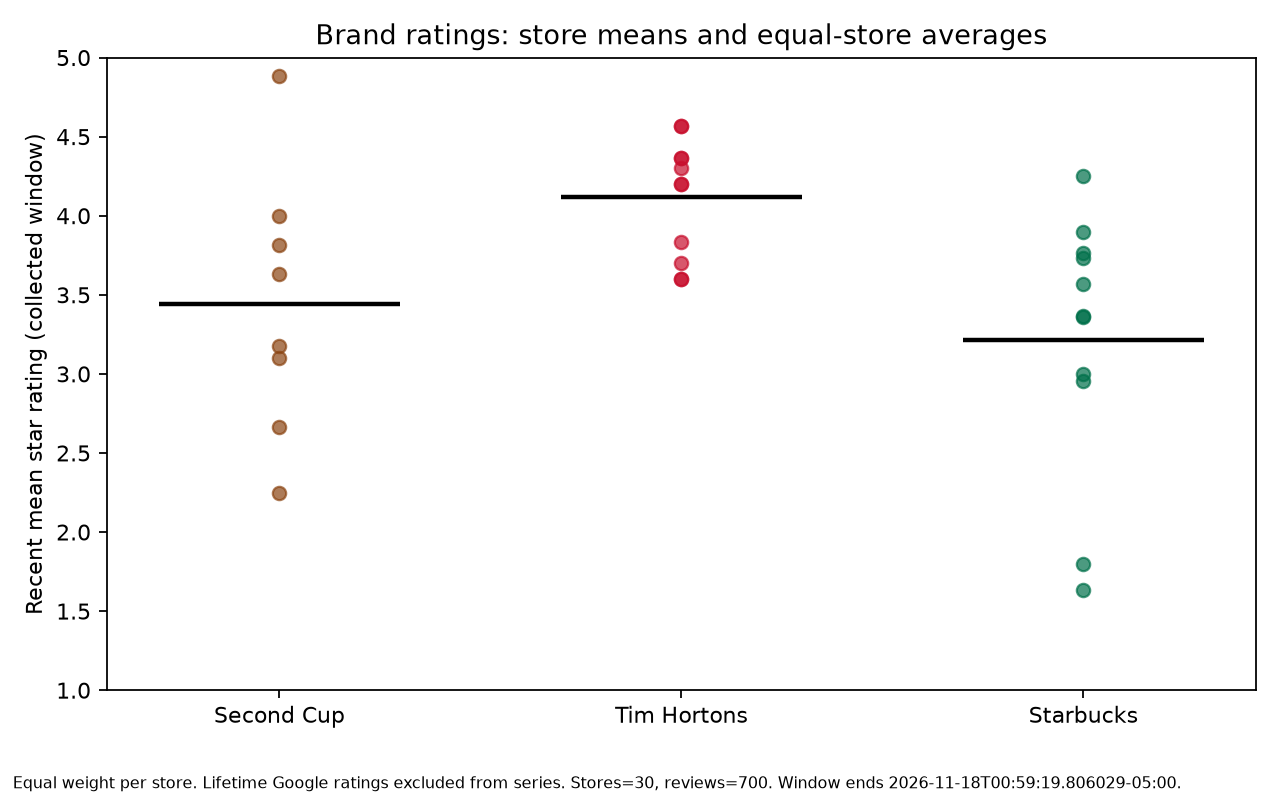 Brand ratings: store means and equal-store averages
Recent mean star rating (collected window)
5.0
4.5
4.0
3.5
3.0
2.5
2.0
1.5
1.0
Second Cup
Tim Hortons
Starbucks
Equal weight per store. Lifetime Google ratings excluded from series. Stores=30, reviews=700. Window ends 2026-11-18T00:59:19.806029-05:00.